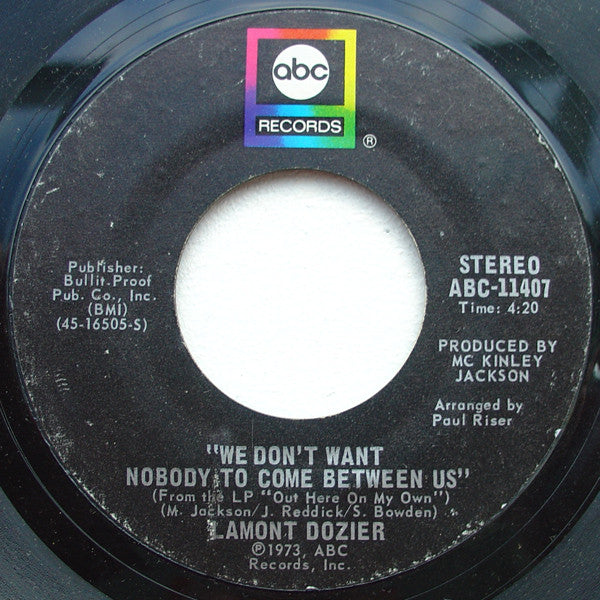 abc
RECORDS
®
Publisher:
Bullit-Proof
Pub. Co., Inc.
(BMI)
(45-16505-S)
STEREO
ABC-11407
Time: 4:20
PRODUCED BY
MC KINLEY
JACKSON
Arranged by
Paul Riser
"WE DON'T WANT
NOBODY TO COME BETWEEN US"
(From the LP "Out Here On My Own")
(M. Jackson/J. Reddick/S. Bowden)
LAMONT DOZIER
℗1973, ABC
Records, Inc.